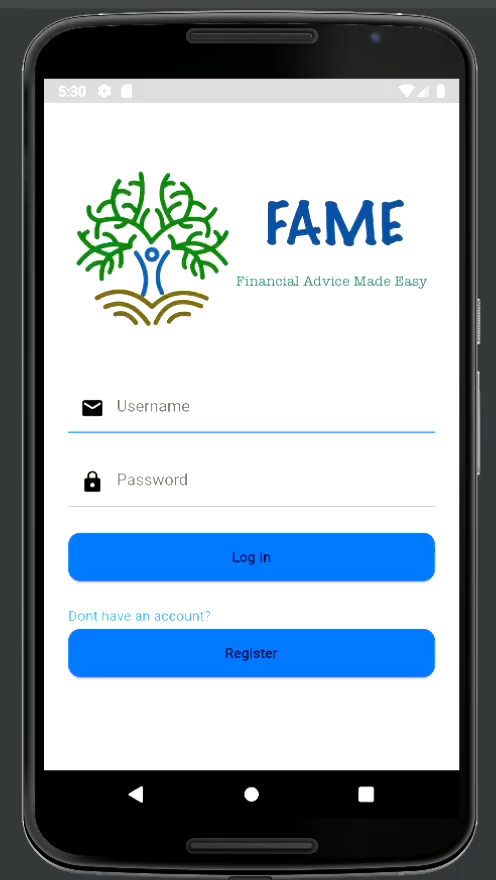 5:30
FAME
Financial Advice Made Easy
Username
Password
Log In
Dont have an account?
Register